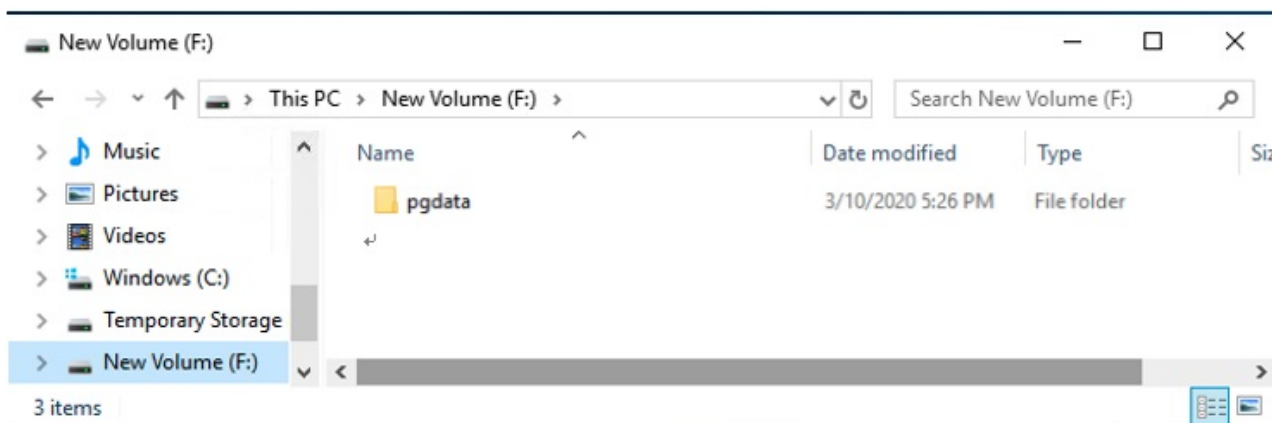 New Volume (F:)
This PC > New Volume (F:) >
Search New Volume (F:)
Music
Pictures
Videos
Windows (C:)
Temporary Storage
New Volume (F:)
Name
Date modified
Type
Siz
pgdata
3/10/2020 5:26 PM
File folder
3 items